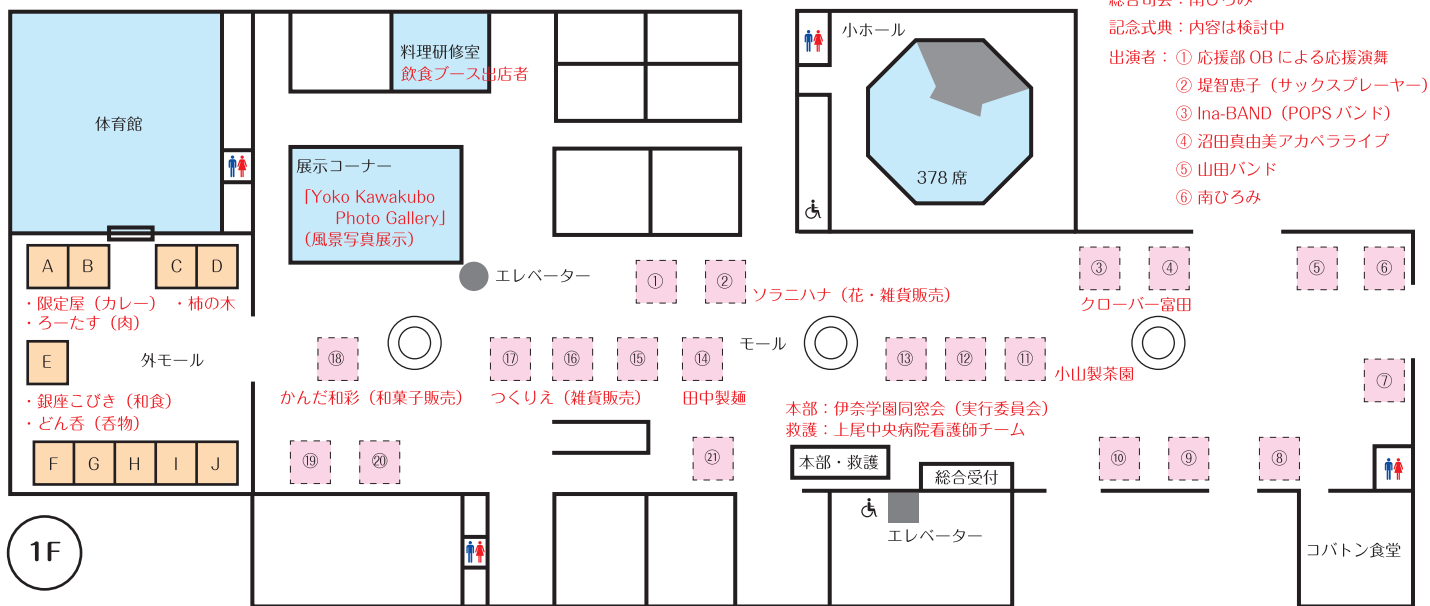 総合司会：南ひろみ
記念式典：内容は検討中
出演者：① 応援部 OB による応援演舞
② 堤智恵子（サックスプレーヤー）
③ Ina-BAND（POPS バンド）
④ 沼田真由美アカペラライブ
⑤ 山田バンド
⑥ 南ひろみ
小ホール
378 席
料理研修室
飲食ブース出店者
体育館
展示コーナー
「Yoko Kawakubo
Photo Gallery」
（風景写真展示）
エレベーター
A B C D
・限定屋（カレー） ・柿の木
・ろーたす（肉）
E
外モール
・銀座こびき（和食）
・どん呑（呑物）
F G H I J
① ②
ソラニハナ（花・雑貨販売）
③ ④
クローバー富田
⑤ ⑥
⑱ ⑰ ⑯ ⑮ ⑭
モール
⑬ ⑫ ⑪
⑦
かんだ和彩（和菓子販売）
つくりえ（雑貨販売）
田中製麺
小山製茶園
本部：伊奈学園同窓会（実行委員会）
救護：上尾中央病院看護師チーム
⑲ ⑳ ㉑
本部・救護
総合受付
⑩ ⑨ ⑧
エレベーター
コバトン食堂
1F